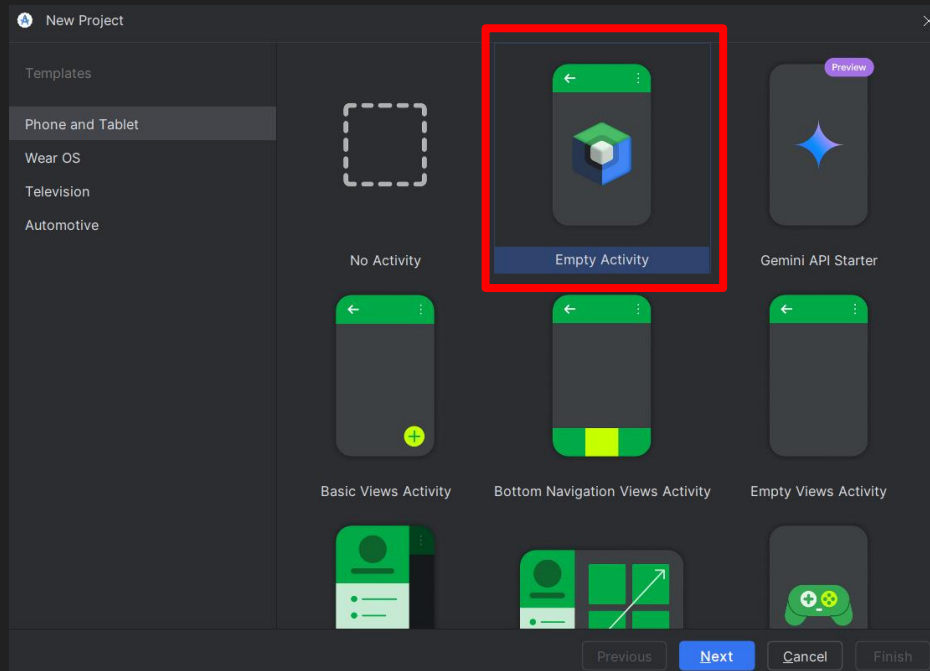 New Project
Templates
Phone and Tablet
Wear OS
Television
Automotive
Preview
No Activity
Empty Activity
Gemini API Starter
Basic Views Activity
Bottom Navigation Views Activity
Empty Views Activity
Previous
Next
Cancel
Finish